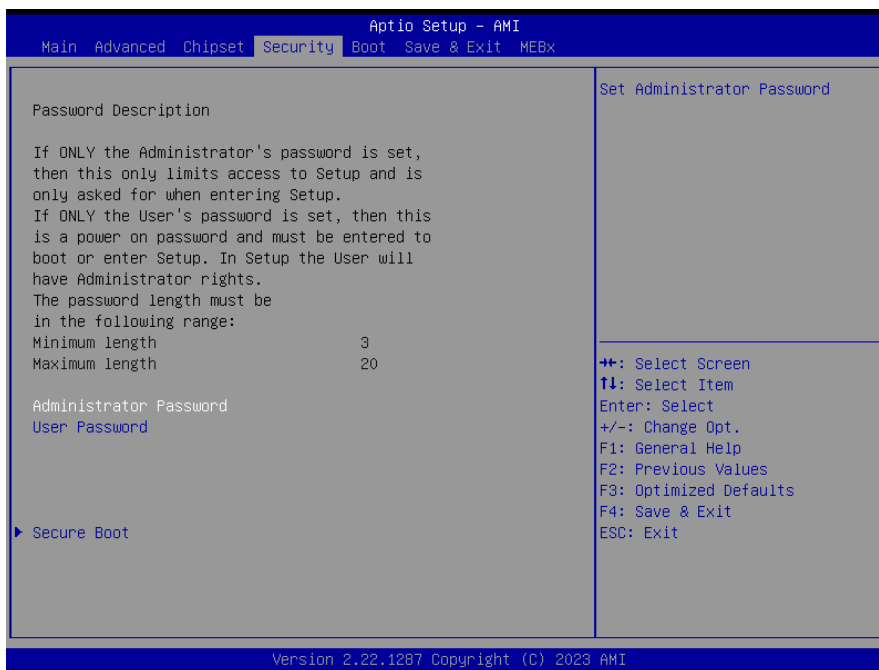 Aptio Setup – AMI
Main Advanced Chipset Security Boot Save & Exit MEBx
Password Description
If ONLY the Administrator's password is set,
then this only limits access to Setup and is
only asked for when entering Setup.
If ONLY the User's password is set, then this
is a power on password and must be entered to
boot or enter Setup. In Setup the User will
have Administrator rights.
The password length must be
in the following range:
Minimum length 3
Maximum length 20
Administrator Password
User Password
Secure Boot
Set Administrator Password
→←: Select Screen
↑↓: Select Item
Enter: Select
+/-: Change Opt.
F1: General Help
F2: Previous Values
F3: Optimized Defaults
F4: Save & Exit
ESC: Exit
Version 2.22.1287 Copyright (C) 2023 AMI